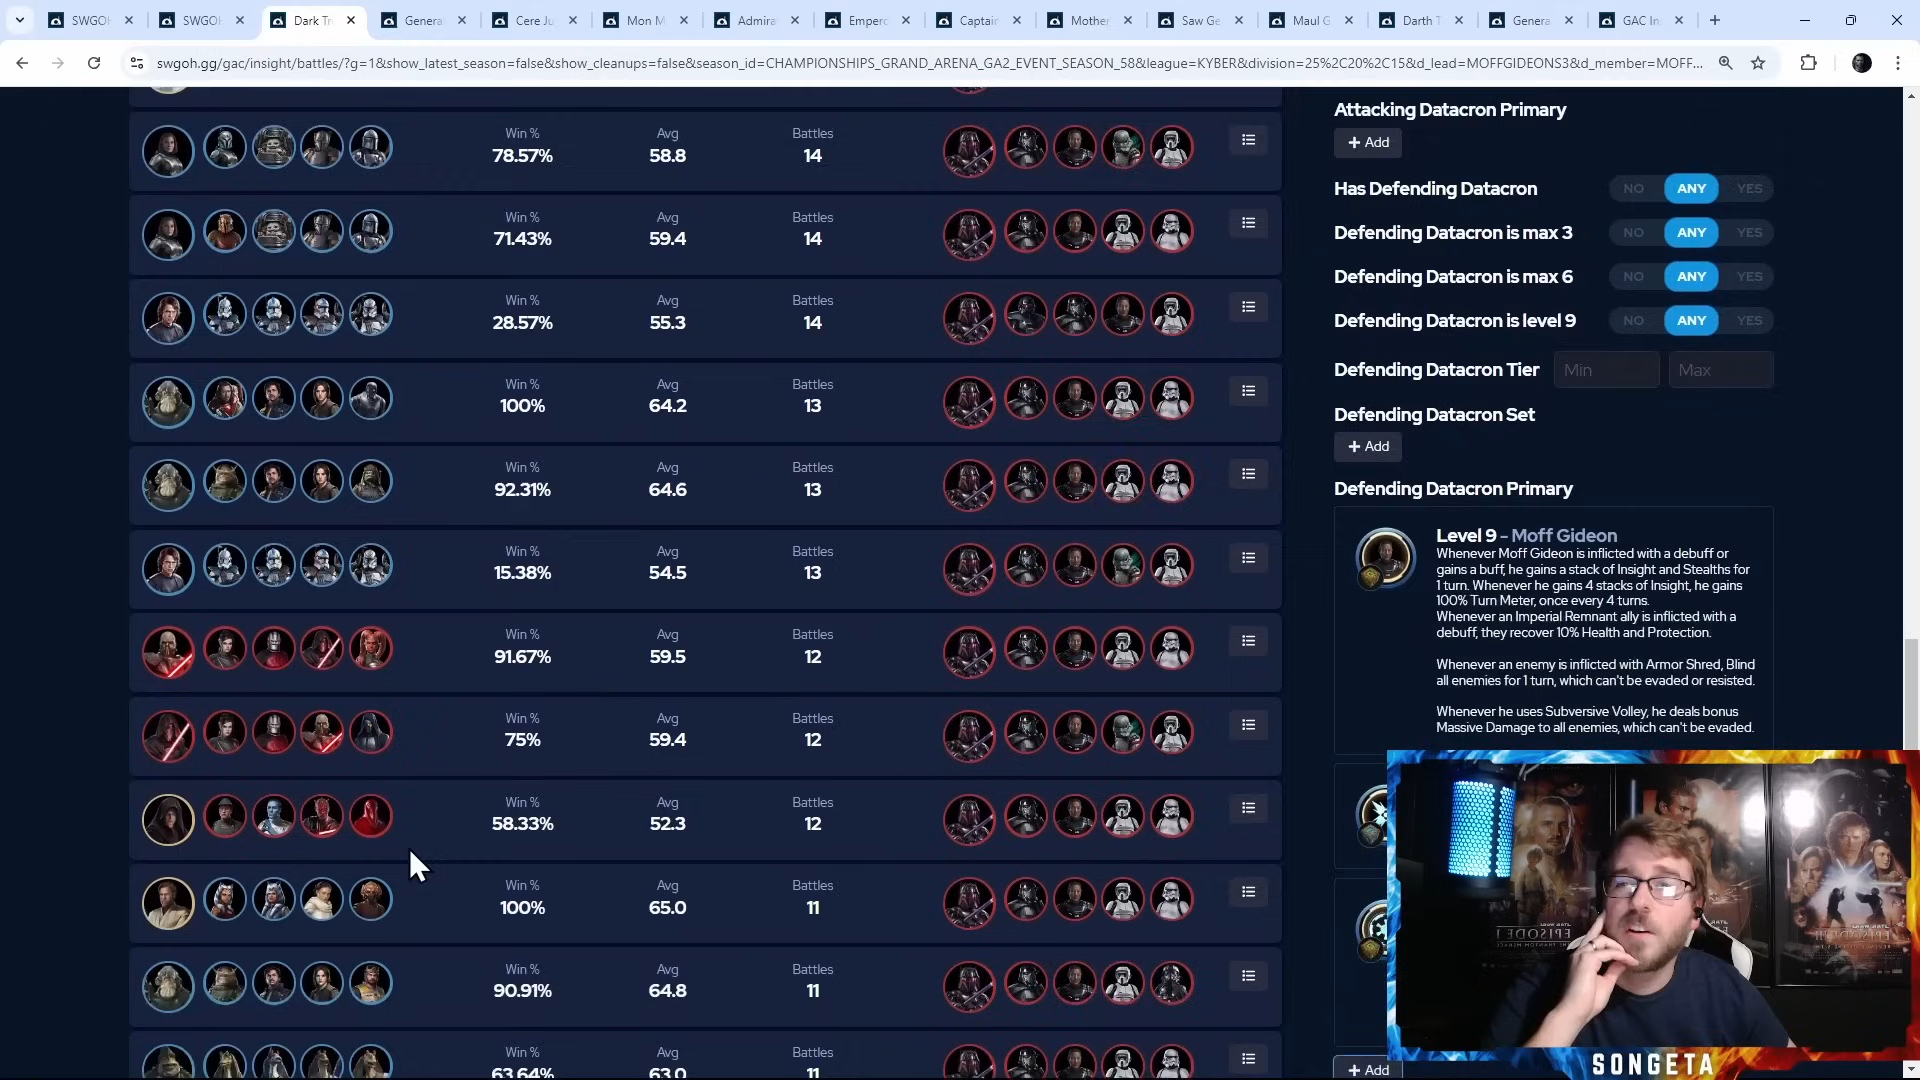 SWGOH
SWGOH
Dark Tr
General
Cere Ju
Mon M
Admira
Empero
Captain
Mother
Saw Ge
Maul G
Darth T
Genera
GAC In
swgoh.gg/gac/insight/battles/?g=1&show_latest_season=false&show_cleanups=false&season_id=CHAMPIONSHIPS_GRAND_ARENA_GA2_EVENT_SEASON_58&league=KYBER&division=25%2C20%2C15&d_lead=MOFFGIDEONS3&d_member=MOFF...
Win % Avg Battles
78.57% 58.8 14
Win % Avg Battles
71.43% 59.4 14
Win % Avg Battles
28.57% 55.3 14
Win % Avg Battles
100% 64.2 13
Win % Avg Battles
92.31% 64.6 13
Win % Avg Battles
15.38% 54.5 13
Win % Avg Battles
91.67% 59.5 12
Win % Avg Battles
75% 59.4 12
Win % Avg Battles
58.33% 52.3 12
Win % Avg Battles
100% 65.0 11
Win % Avg Battles
90.91% 64.8 11
Win % Avg Battles
63.64% 63.0 11
Attacking Datacron Primary
+ Add
Has Defending Datacron NO ANY YES
Defending Datacron is max 3 NO ANY YES
Defending Datacron is max 6 NO ANY YES
Defending Datacron is level 9 NO ANY YES
Defending Datacron Tier Min Max
Defending Datacron Set
+ Add
Defending Datacron Primary
Level 9 - Moff Gideon
Whenever Moff Gideon is inflicted with a debuff or
gains a buff, he gains a stack of Insight and Stealths for
1 turn. Whenever he gains 4 stacks of Insight, he gains
100% Turn Meter, once every 4 turns.
Whenever an Imperial Remnant ally is inflicted with a
debuff, they recover 10% Health and Protection.
Whenever an enemy is inflicted with Armor Shred, Blind
all enemies for 1 turn, which can't be evaded or resisted.
Whenever he uses Subversive Volley, he deals bonus
Massive Damage to all enemies, which can't be evaded.
+ Add
STAR WARS
EPISODE I
SONGETA